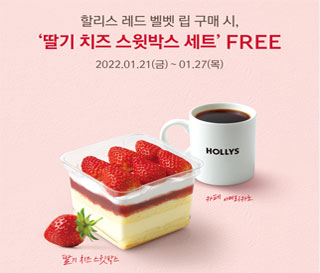 할리스 레드 벨벳 립 구매 시,
‘딸기 치즈 스윗박스 세트’ FREE
2022.01.21(금) ~ 01.27(목)
HOLLYS
카페 아메리카노
딸기 치즈 스윗박스